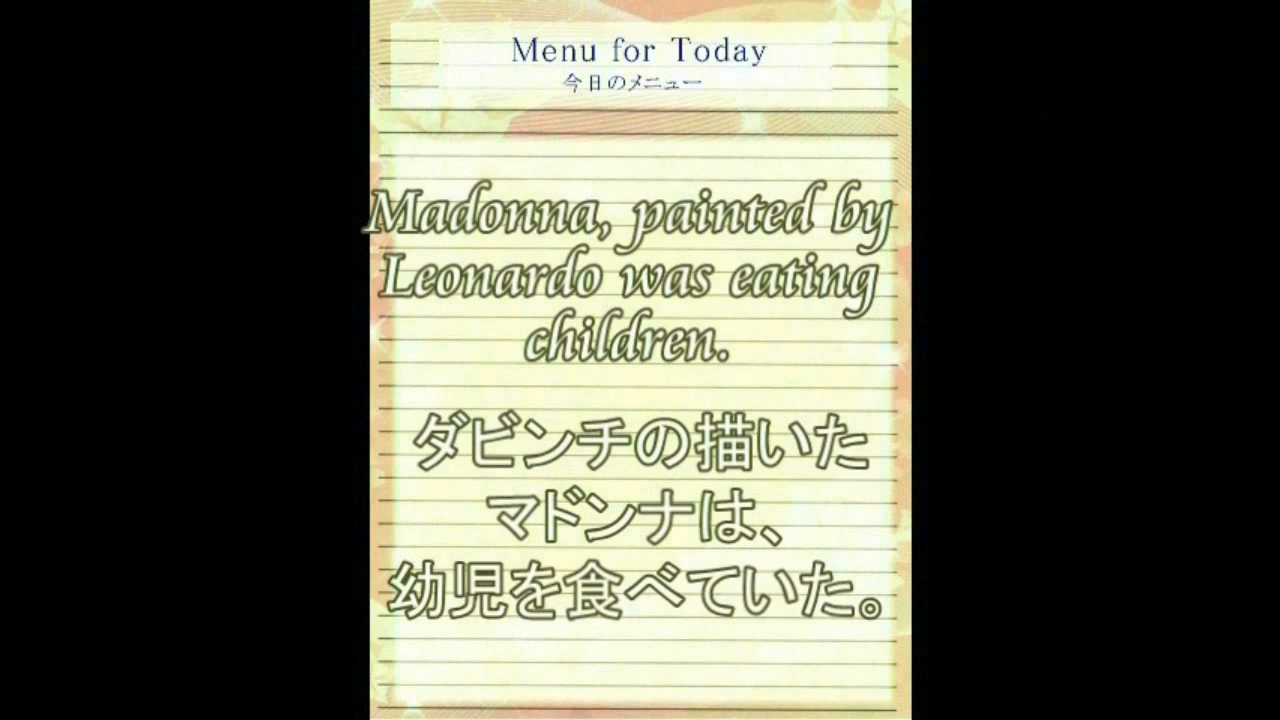 Menu for Today
今日のメニュー
Madonna, painted by
Leonardo was eating
children.
ダビンチの描いた
マドンナは、
幼児を食べていた。